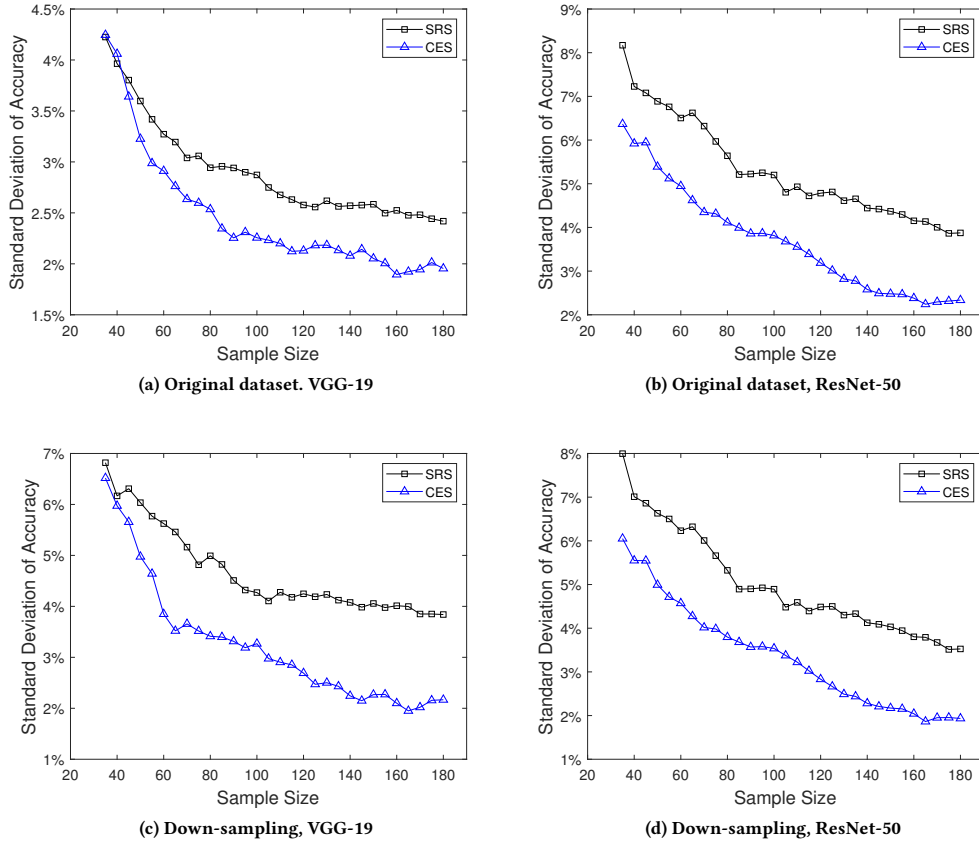 4.5%
4%
3.5%
3%
2.5%
2%
1.5%
Standard Deviation of Accuracy
SRS
CES
20 40 60 80 100 120 140 160 180
Sample Size
(a) Original dataset. VGG-19
9%
8%
7%
6%
5%
4%
3%
2%
Standard Deviation of Accuracy
SRS
CES
20 40 60 80 100 120 140 160 180
Sample Size
(b) Original dataset, ResNet-50
7%
6%
5%
4%
3%
2%
1%
Standard Deviation of Accuracy
SRS
CES
20 40 60 80 100 120 140 160 180
Sample Size
(c) Down-sampling, VGG-19
8%
7%
6%
5%
4%
3%
2%
1%
Standard Deviation of Accuracy
SRS
CES
20 40 60 80 100 120 140 160 180
Sample Size
(d) Down-sampling, ResNet-50